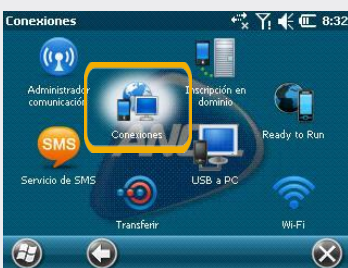 Conexiones
8:32
Administrador
comunicación
Inscripción en
dominio
Conexiones
Ready to Run
SMS
Servicio de SMS
USB a PC
Transferir
Wi-Fi